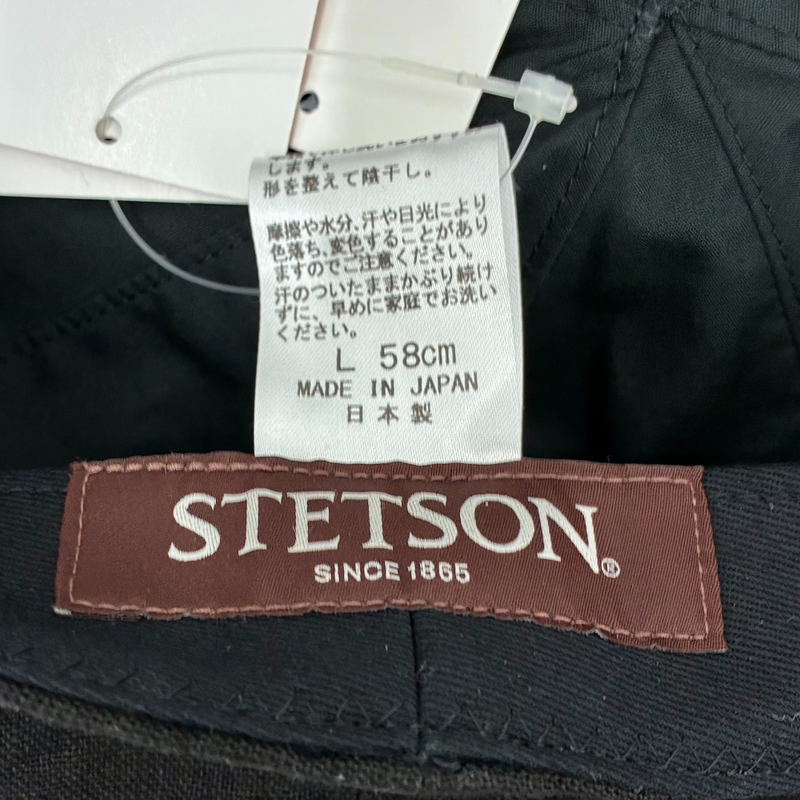 します。
形を整えて陰干し。
摩擦や水分、汗や日光により
色落ち、変色することがあり
ますのでご注意ください。
汗のついたままかぶり続け
ずに、早めに家庭でお洗い
ください。
L 58cm
MADE IN JAPAN
日本製
STETSON®
SINCE 1865